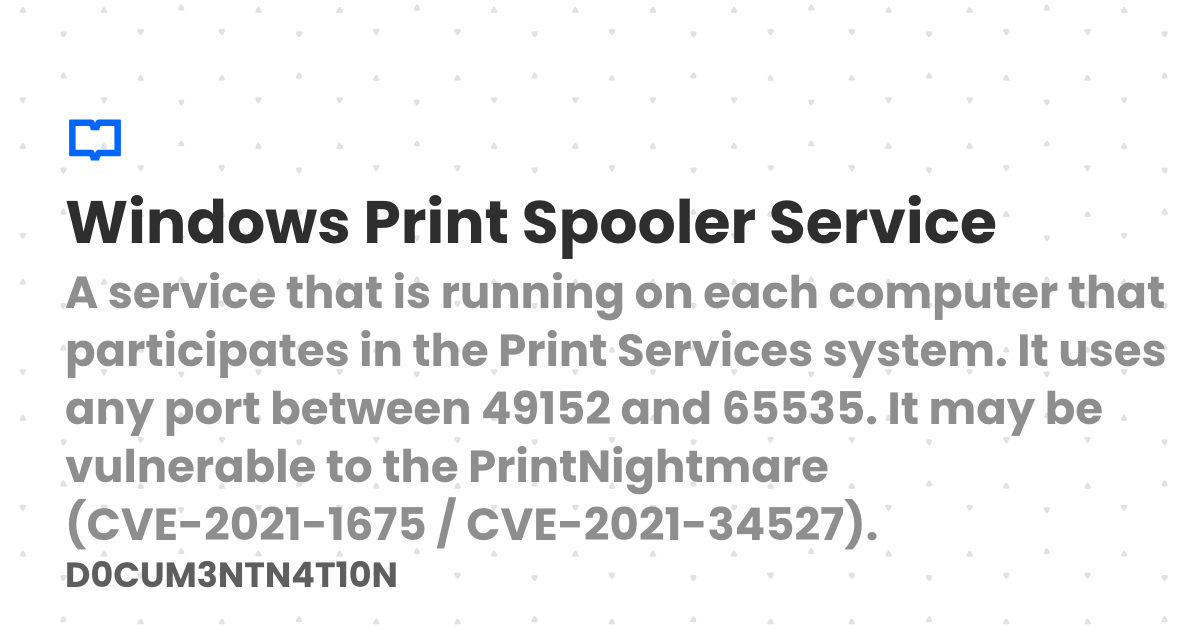 Windows Print Spooler Service
A service that is running on each computer that
participates in the Print Services system. It uses
any port between 49152 and 65535. It may be
vulnerable to the PrintNightmare
(CVE-2021-1675 / CVE-2021-34527).
D0CUM3NTN4T10N